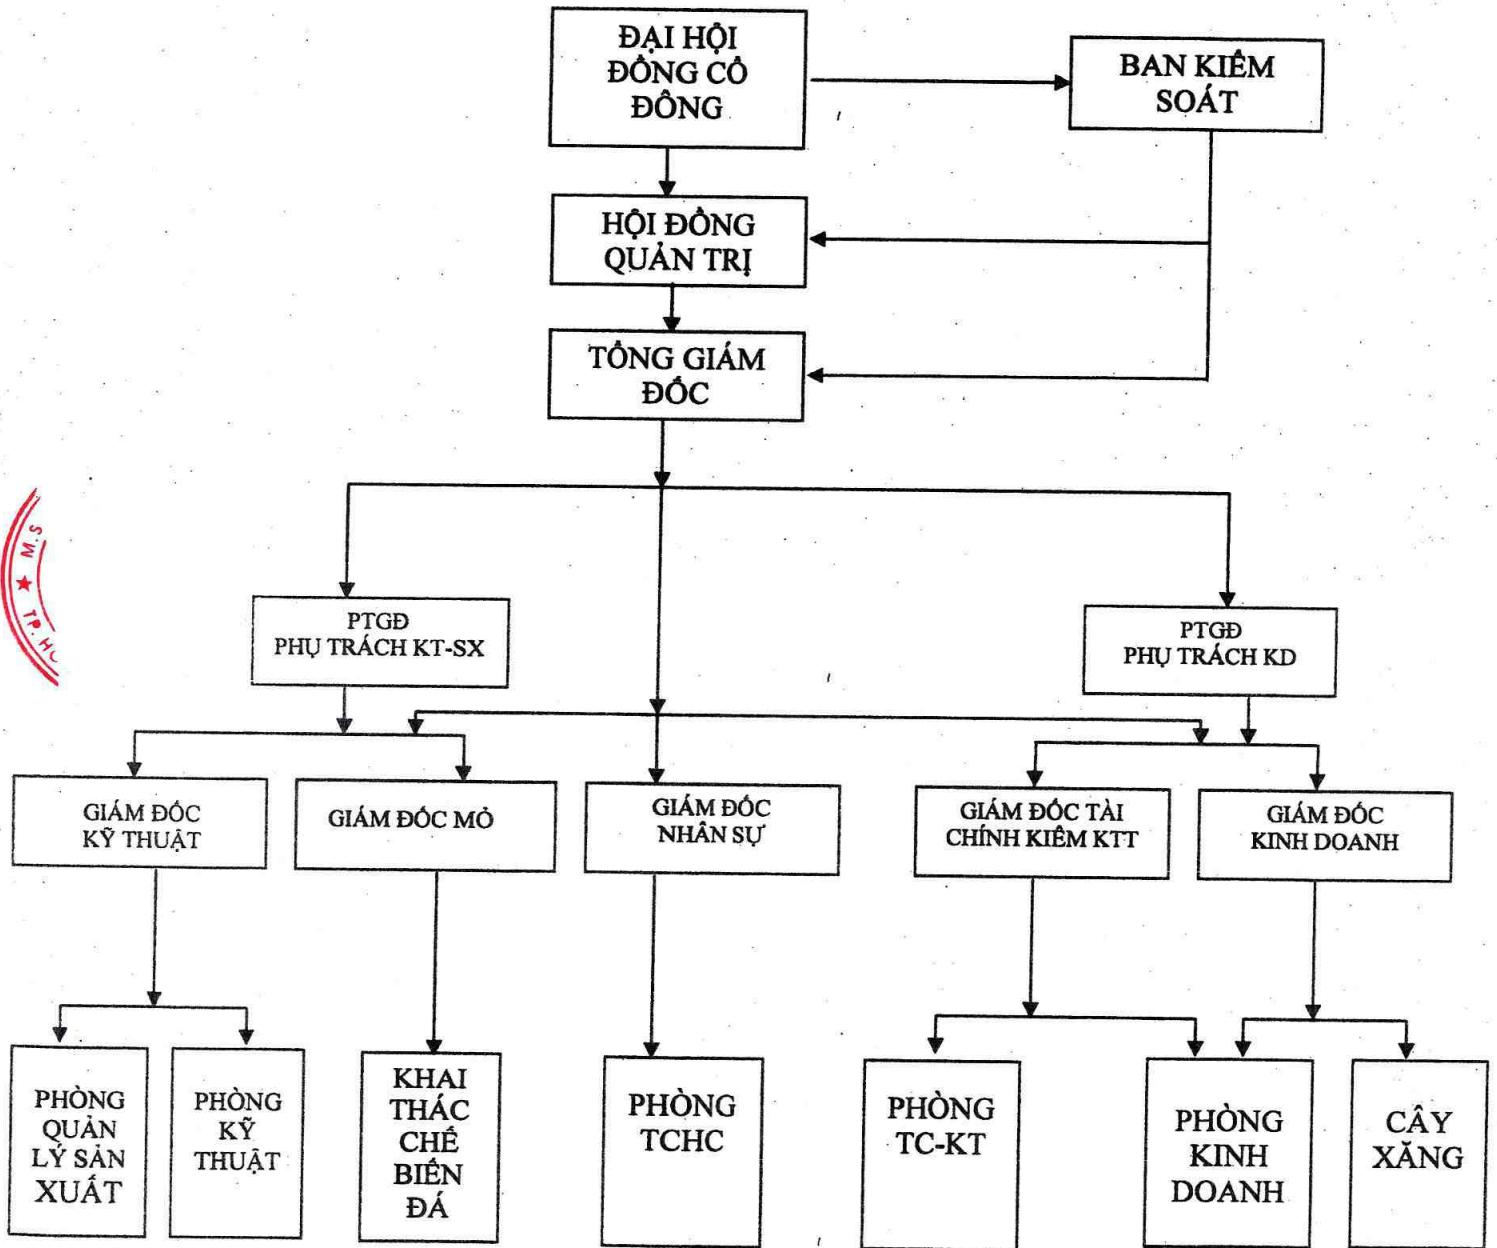 ĐẠI HỘI
ĐỒNG CỔ
ĐÔNG
BAN KIỂM
SOÁT
HỘI ĐỒNG
QUẢN TRỊ
TỔNG GIÁM
ĐỐC
M.S
TP. HỒ
PTGĐ
PHỤ TRÁCH KT-SX
PTGĐ
PHỤ TRÁCH KD
GIÁM ĐỐC
KỸ THUẬT
GIÁM ĐỐC MỎ
GIÁM ĐỐC
NHÂN SỰ
GIÁM ĐỐC TÀI
CHÍNH KIÊM KTT
GIÁM ĐỐC
KINH DOANH
PHÒNG
QUẢN
LÝ SẢN
XUẤT
PHÒNG
KỸ
THUẬT
KHAI
THÁC
CHẾ
BIẾN
ĐÁ
PHÒNG
TCHC
PHÒNG
TC-KT
PHÒNG
KINH
DOANH
CÂY
XĂNG